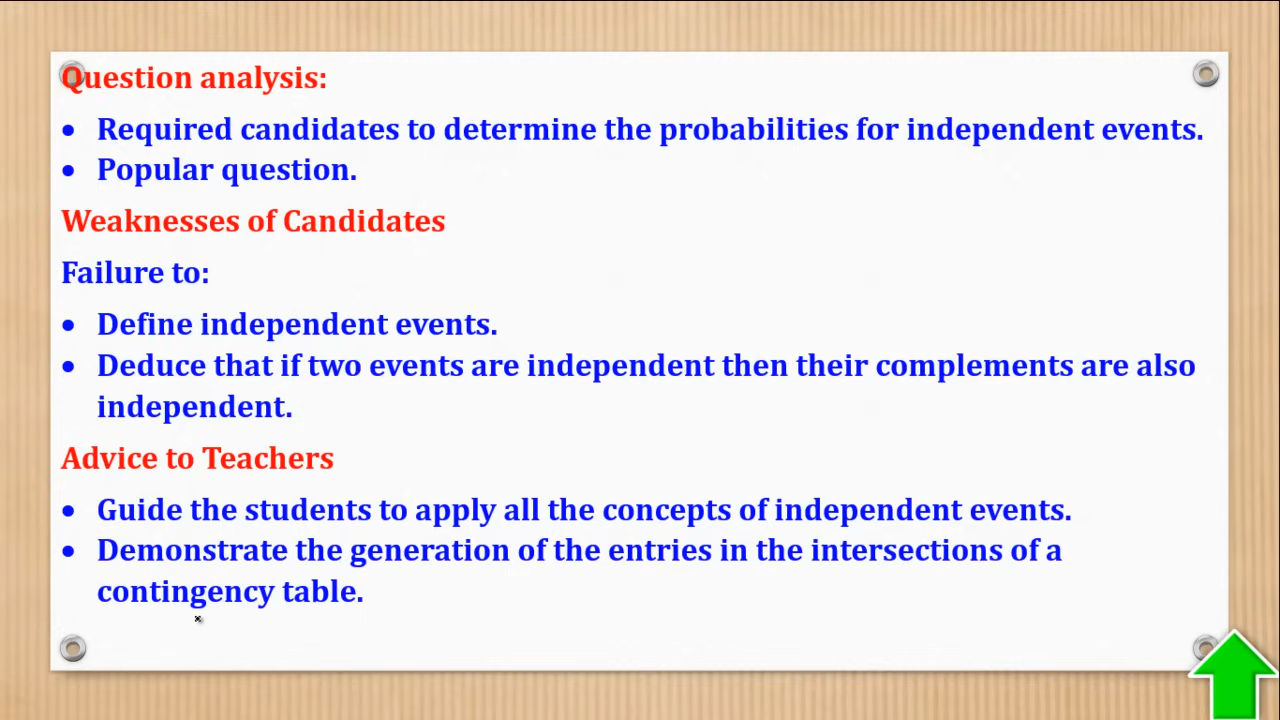 Question analysis:
• Required candidates to determine the probabilities for independent events.
• Popular question.
Weaknesses of Candidates
Failure to:
• Define independent events.
• Deduce that if two events are independent then their complements are also
independent.
Advice to Teachers
• Guide the students to apply all the concepts of independent events.
• Demonstrate the generation of the entries in the intersections of a
contingency table.